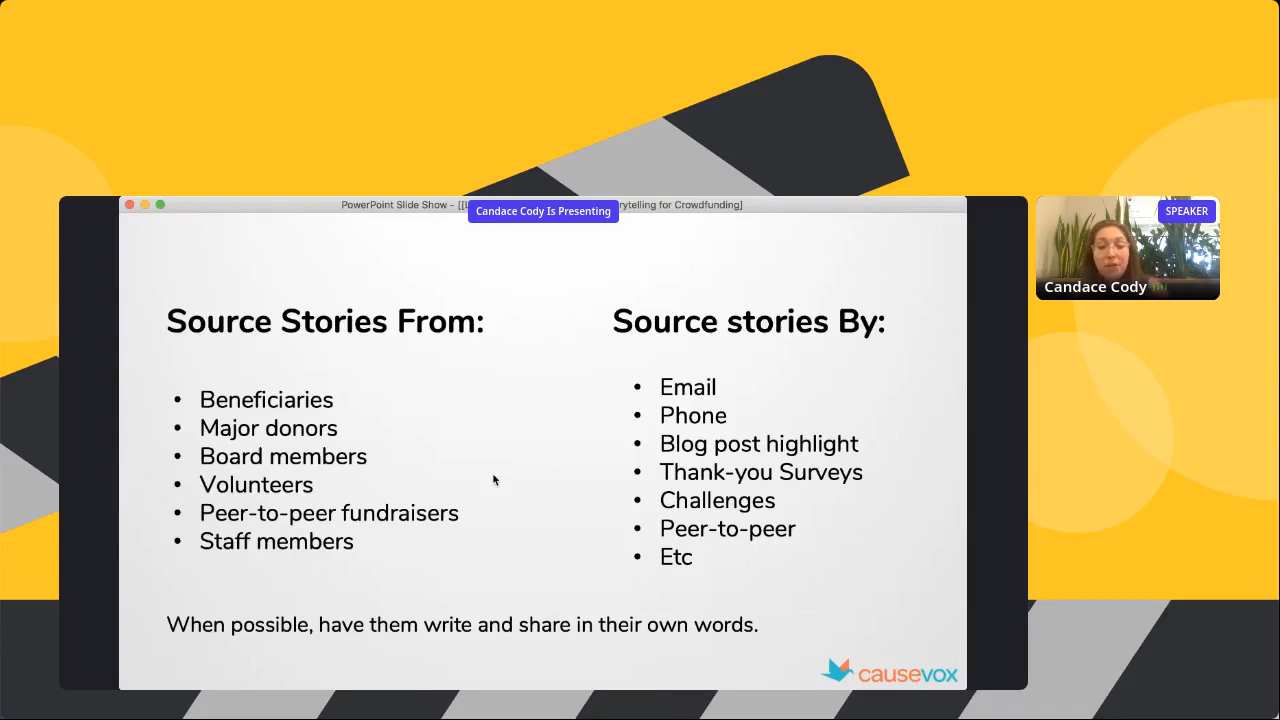 PowerPoint Slide Show - [[L
rytelling for Crowdfunding]
Candace Cody Is Presenting
SPEAKER
Candace Cody
Source Stories From:
• Beneficiaries
• Major donors
• Board members
• Volunteers
• Peer-to-peer fundraisers
• Staff members
Source stories By:
• Email
• Phone
• Blog post highlight
• Thank-you Surveys
• Challenges
• Peer-to-peer
• Etc
When possible, have them write and share in their own words.
causevox